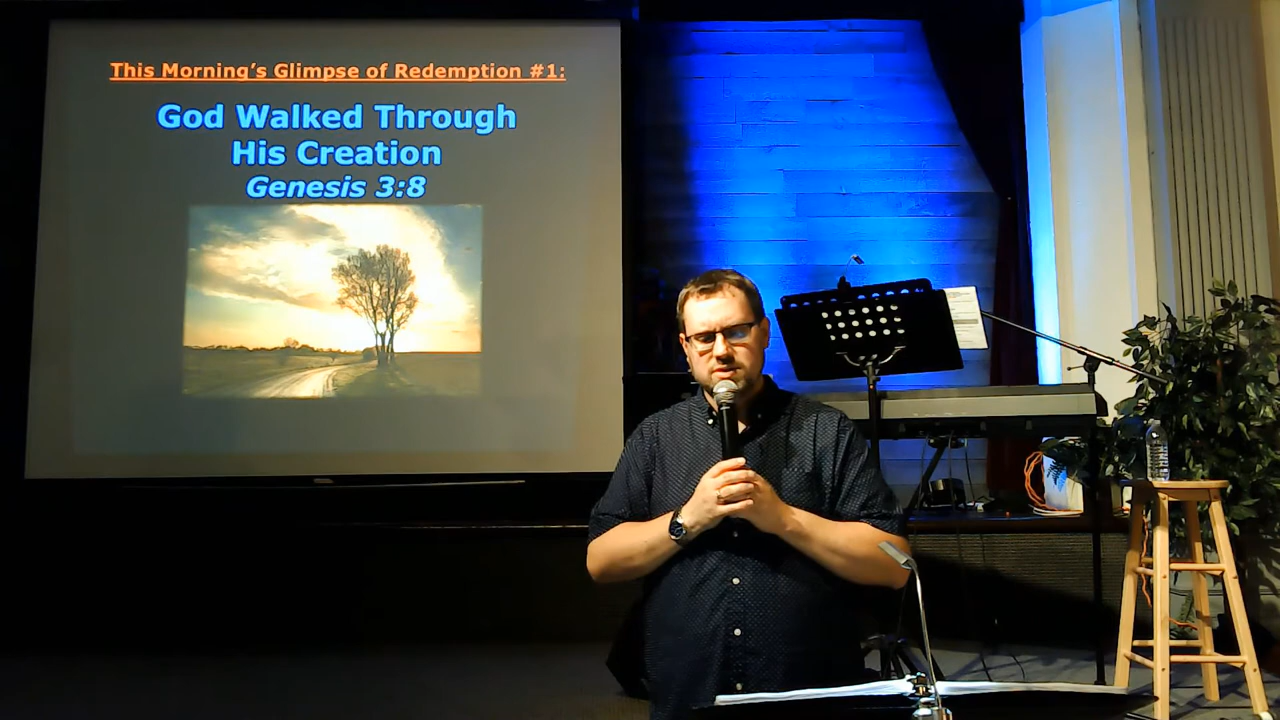 This Morning's Glimpse of Redemption #1:
God Walked Through
His Creation
Genesis 3:8